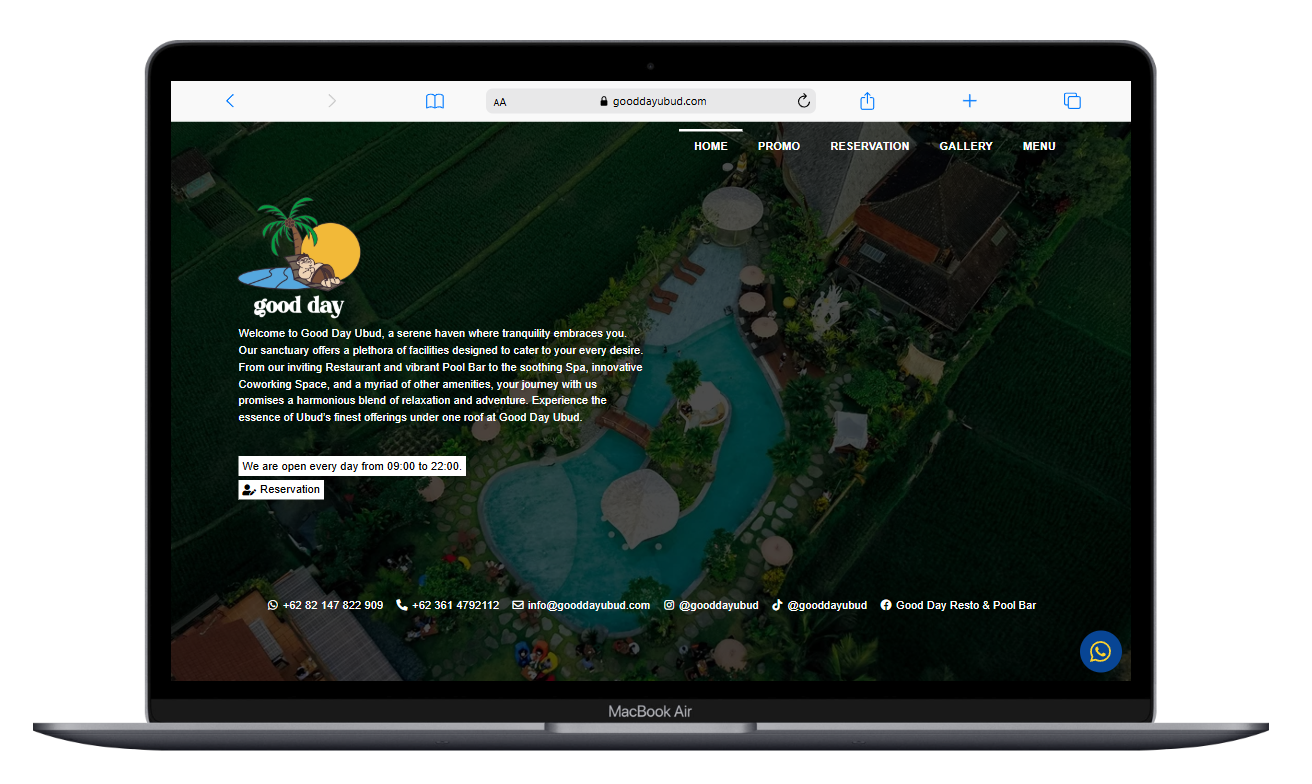 AA
gooddayubud.com
HOME PROMO RESERVATION GALLERY MENU
good day
Welcome to Good Day Ubud, a serene haven where tranquility embraces you.
Our sanctuary offers a plethora of facilities designed to cater to your every desire.
From our inviting Restaurant and vibrant Pool Bar to the soothing Spa, innovative
Coworking Space, and a myriad of other amenities, your journey with us
promises a harmonious blend of relaxation and adventure. Experience the
essence of Ubud's finest offerings under one roof at Good Day Ubud.
We are open every day from 09:00 to 22:00.
Reservation
+62 82 147 822 909 +62 361 4792112 info@gooddayubud.com @gooddayubud @gooddayubud Good Day Resto & Pool Bar
MacBook Air